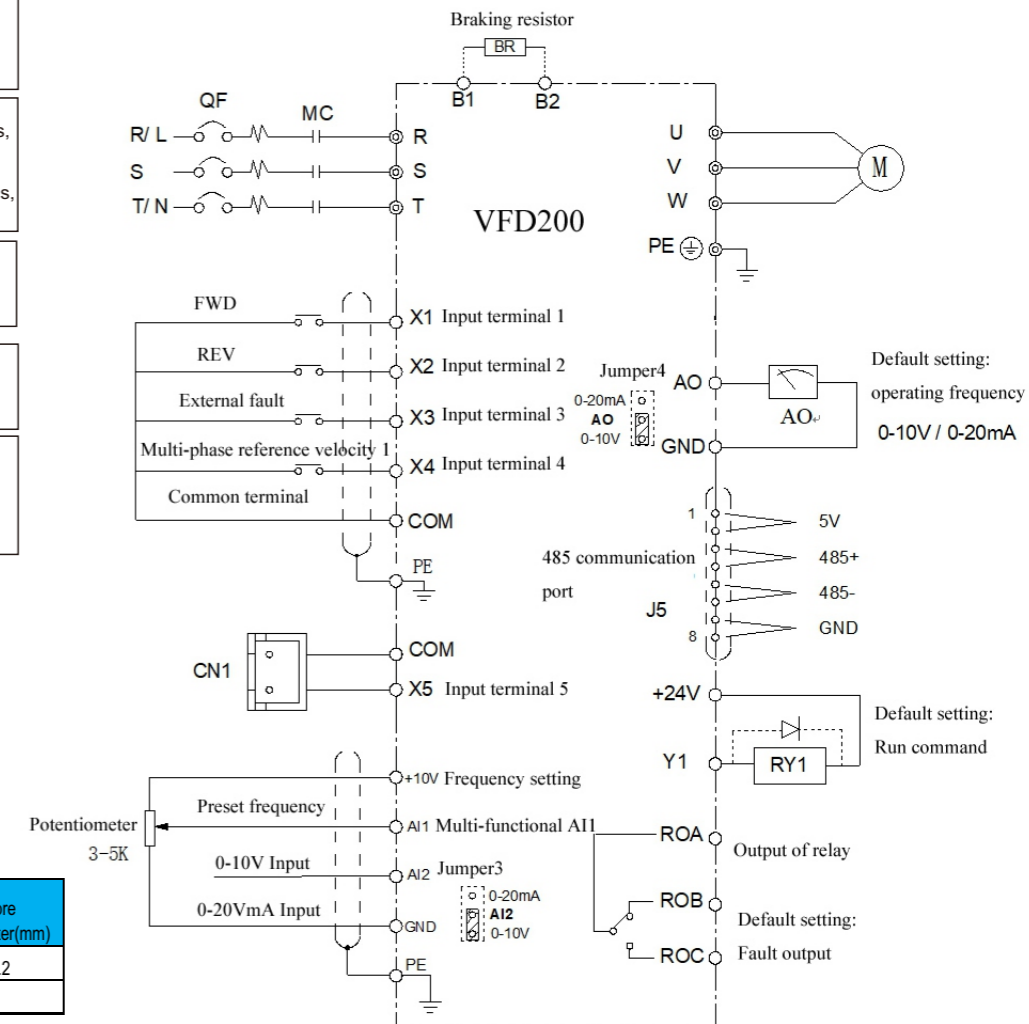 Braking resistor
BR
B1
B2
QF
MC
R/ L
R
S
S
T/ N
T
VFD200
U
V
W
M
PE
s,
s,
FWD
X1 Input terminal 1
REV
X2 Input terminal 2
External fault
X3 Input terminal 3
Multi-phase reference velocity 1
X4 Input terminal 4
Common terminal
COM
PE
Jumper4
0-20mA
AO
0-10V
AO
AO
GND
Default setting:
operating frequency
0-10V / 0-20mA
485 communication
port
1
J5
8
5V
485+
485-
GND
CN1
COM
X5 Input terminal 5
+24V
Y1
RY1
Default setting:
Run command
+10V Frequency setting
Preset frequency
AI1 Multi-functional AI1
Potentiometer
3-5K
0-10V Input
AI2 Jumper3
0-20mA
AI2
0-10V
0-20VmA Input
GND
PE
ROA
Output of relay
ROB
Default setting:
ROC
Fault output
ore
er(mm)
.2